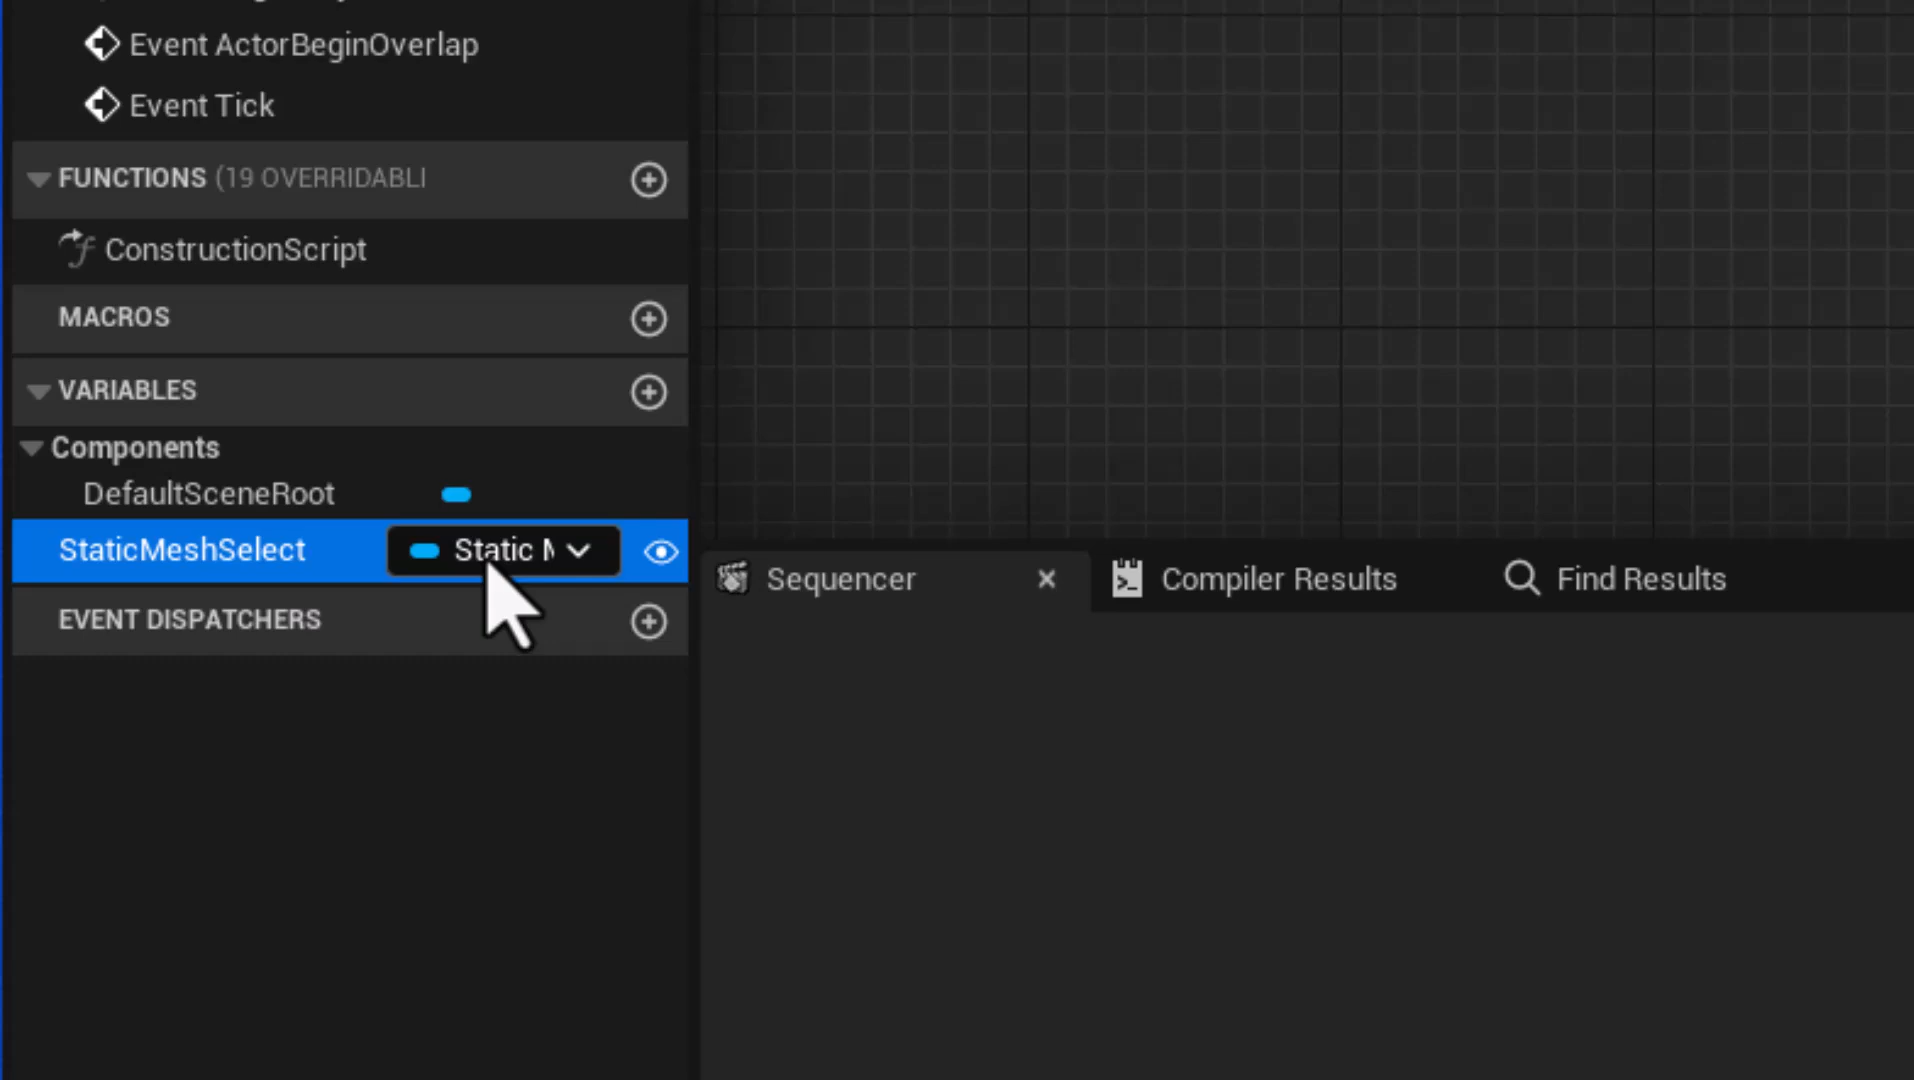 Event ActorBeginOverlap
Event Tick
FUNCTIONS (19 OVERRIDABLI
ConstructionScript
MACROS
VARIABLES
Components
DefaultSceneRoot
StaticMeshSelect Static M
EVENT DISPATCHERS
Sequencer Compiler Results Find Results